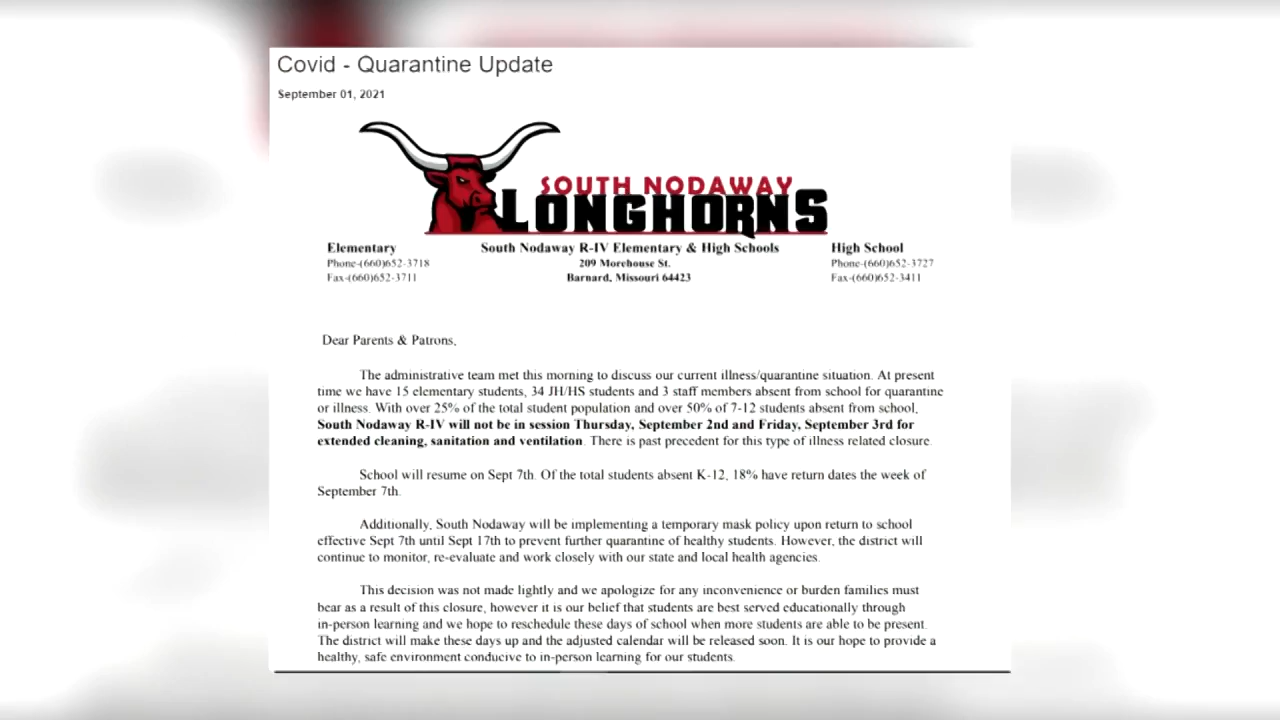 Covid - Quarantine Update
September 01, 2021
SOUTH NODAWAY
LONGHORNS
Elementary
Phone-(660)652-3718
Fax-(660)652-3711
South Nodaway R-IV Elementary & High Schools
209 Morehouse St.
Barnard, Missouri 64423
High School
Phone-(660)652-3727
Fax-(660)652-3411
Dear Parents & Patrons,
The administrative team met this morning to discuss our current illness/quarantine situation. At present
time we have 15 elementary students, 34 JH/HS students and 3 staff members absent from school for quarantine
or illness. With over 25% of the total student population and over 50% of 7-12 students absent from school,
South Nodaway R-IV will not be in session Thursday, September 2nd and Friday, September 3rd for
extended cleaning, sanitation and ventilation. There is past precedent for this type of illness related closure.
School will resume on Sept 7th. Of the total students absent K-12, 18% have return dates the week of
September 7th.
Additionally, South Nodaway will be implementing a temporary mask policy upon return to school
effective Sept 7th until Sept 17th to prevent further quarantine of healthy students. However, the district will
continue to monitor, re-evaluate and work closely with our state and local health agencies.
This decision was not made lightly and we apologize for any inconvenience or burden families must
bear as a result of this closure, however it is our belief that students are best served educationally through
in-person learning and we hope to reschedule these days of school when more students are able to be present.
The district will make these days up and the adjusted calendar will be released soon. It is our hope to provide a
healthy, safe environment conducive to in-person learning for our students.